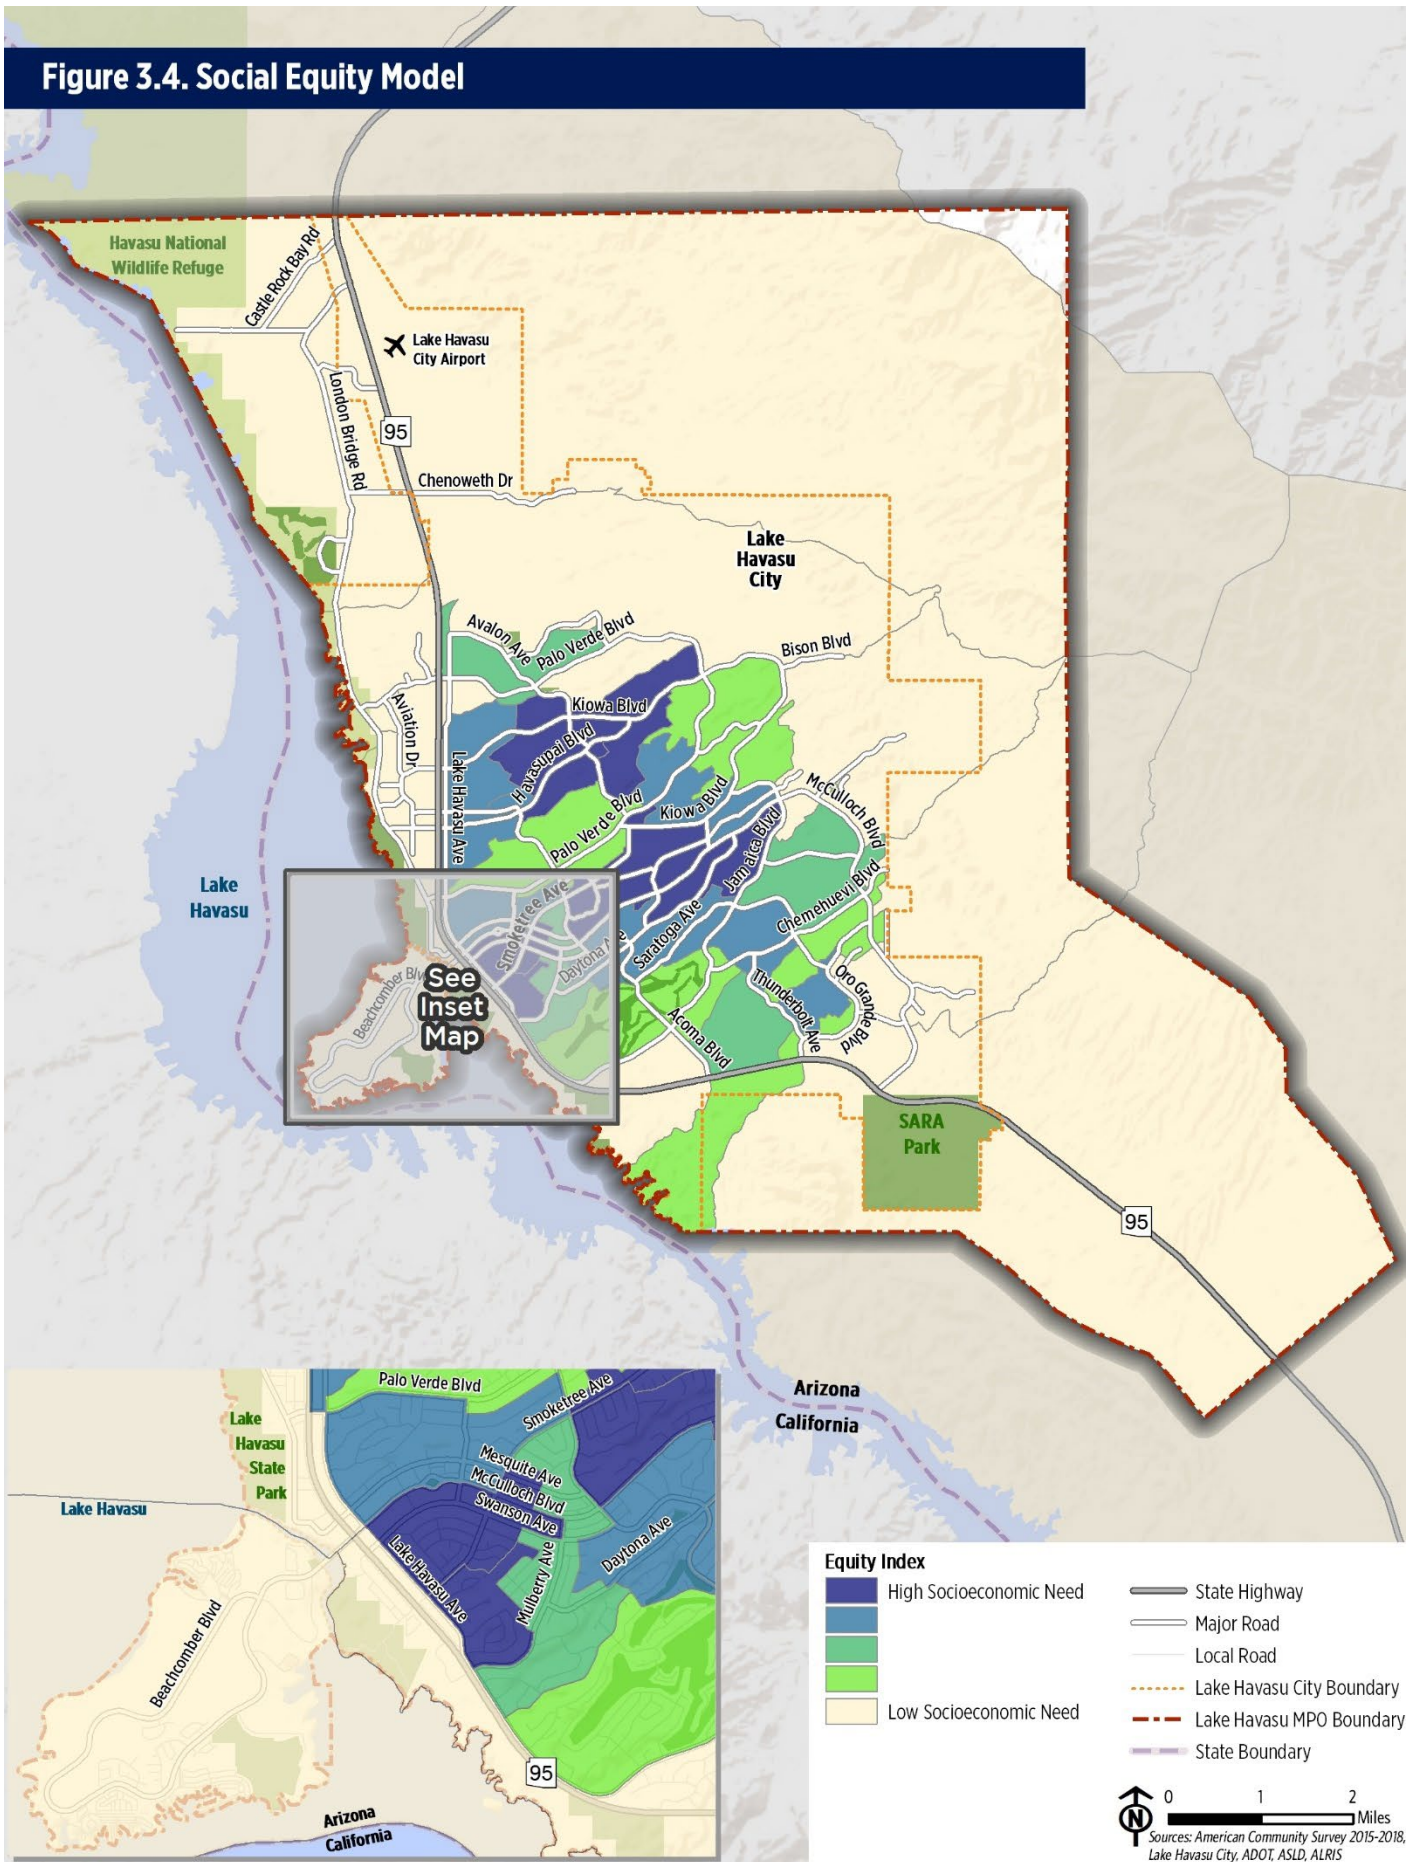 Figure 3.4. Social Equity Model
Havasu National
Wildlife Refuge
Castle Rock Bay Rd
Lake Havasu
City Airport
London Bridge Rd
95
Chenoweth Dr
Lake
Havasu
City
Avalon Ave
Palo Verde Blvd
Bison Blvd
Kiowa Blvd
Aviation Dr
Havasupai Blvd
Lake Havasu Ave
McCulloch Blvd
Kiowa Blvd
Palo Verde Blvd
Jamaica Blvd
Lake
Havasu
Chemehuevi Blvd
Smoketree Ave
Saratoga Ave
Daytona Ave
Beachcomber Blvd
See
Inset
Map
Thunderbolt Ave
Oro Grande Blvd
Acoma Blvd
SARA
Park
95
Arizona
California
Palo Verde Blvd
Smoketree Ave
Lake
Havasu
State
Park
Mesquite Ave
McCulloch Blvd
Swanson Ave
Lake Havasu
Daytona Ave
Lake Havasu Ave
Mulberry Ave
Beachcomber Blvd
95
Arizona
California
Equity Index
High Socioeconomic Need
Low Socioeconomic Need
State Highway
Major Road
Local Road
Lake Havasu City Boundary
Lake Havasu MPO Boundary
State Boundary
N
0 1 2
Miles
Sources: American Community Survey 2015-2018,
Lake Havasu City, ADOT, ASLD, ALRIS